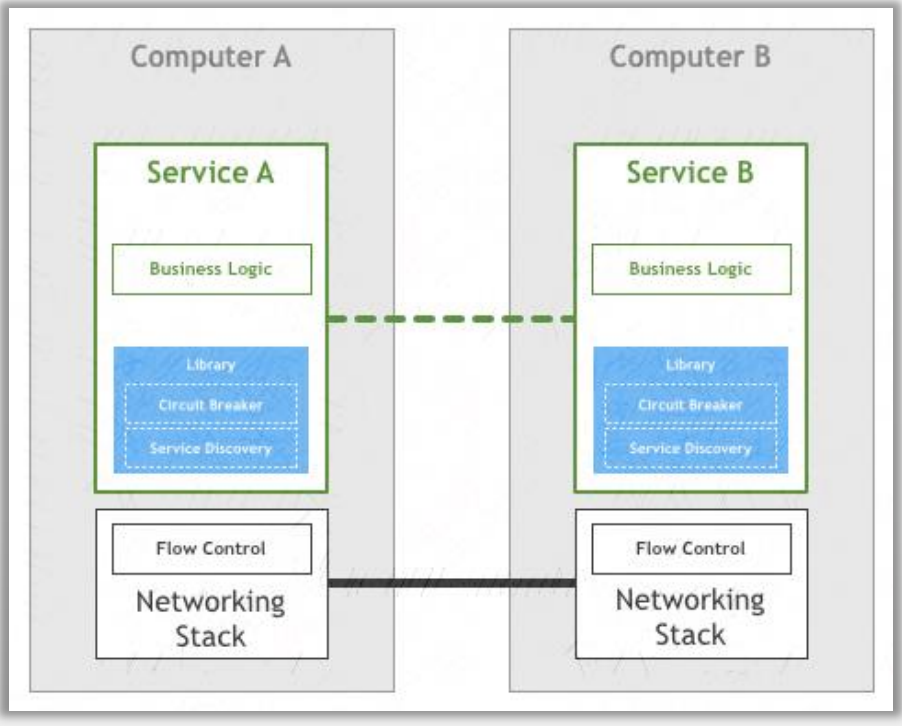 Computer A
Service A
Business Logic
Library
Circuit Breaker
Service Discovery
Flow Control
Networking
Stack
Computer B
Service B
Business Logic
Library
Circuit Breaker
Service Discovery
Flow Control
Networking
Stack